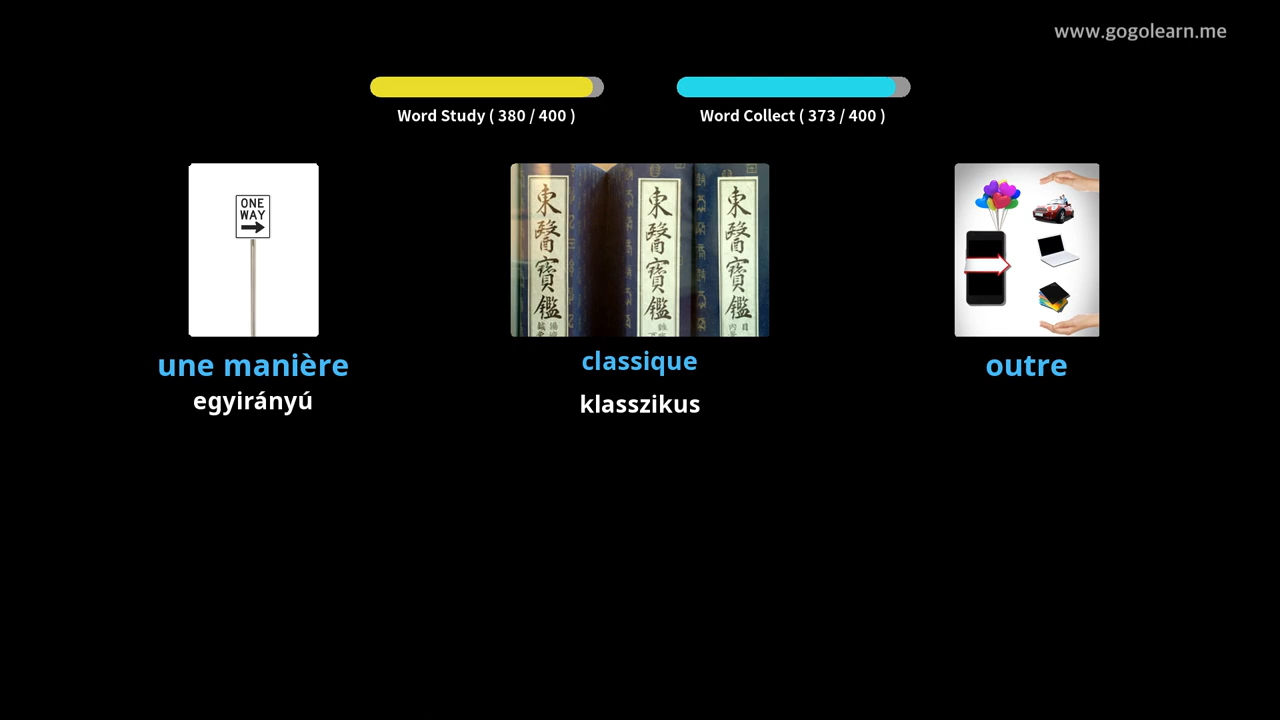 www.gogolearn.me
Word Study ( 380 / 400 )
Word Collect ( 373 / 400 )
ONE
WAY
東醫寶鑑
東醫寶鑑
東醫寶鑑
une manière
egyirányú
classique
klasszikus
outre